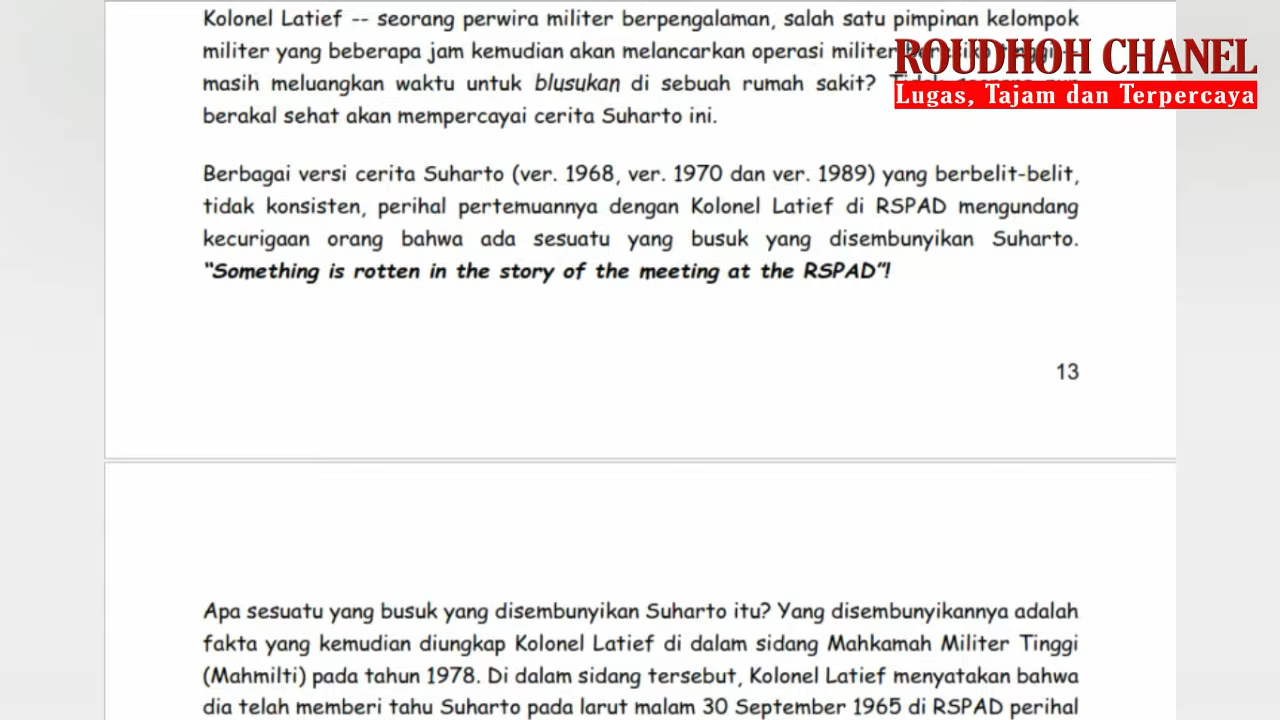 Kolonel Latief -- seorang perwira militer berpengalaman, salah satu pimpinan kelompok
militer yang beberapa jam kemudian akan melancarkan operasi militer
masih meluangkan waktu untuk blusukan di sebuah rumah sakit?
berakal sehat akan mempercayai cerita Suharto ini.
ROUDHOH CHANEL
Lugas, Tajam dan Terpercaya
Berbagai versi cerita Suharto (ver. 1968, ver. 1970 dan ver. 1989) yang berbelit-belit,
tidak konsisten, perihal pertemuannya dengan Kolonel Latief di RSPAD mengundang
kecurigaan orang bahwa ada sesuatu yang busuk yang disembunyikan Suharto.
"Something is rotten in the story of the meeting at the RSPAD"!
13
Apa sesuatu yang busuk yang disembunyikan Suharto itu? Yang disembunyikannya adalah
fakta yang kemudian diungkap Kolonel Latief di dalam sidang Mahkamah Militer Tinggi
(Mahmilti) pada tahun 1978. Di dalam sidang tersebut, Kolonel Latief menyatakan bahwa
dia telah memberi tahu Suharto pada larut malam 30 September 1965 di RSPAD perihal